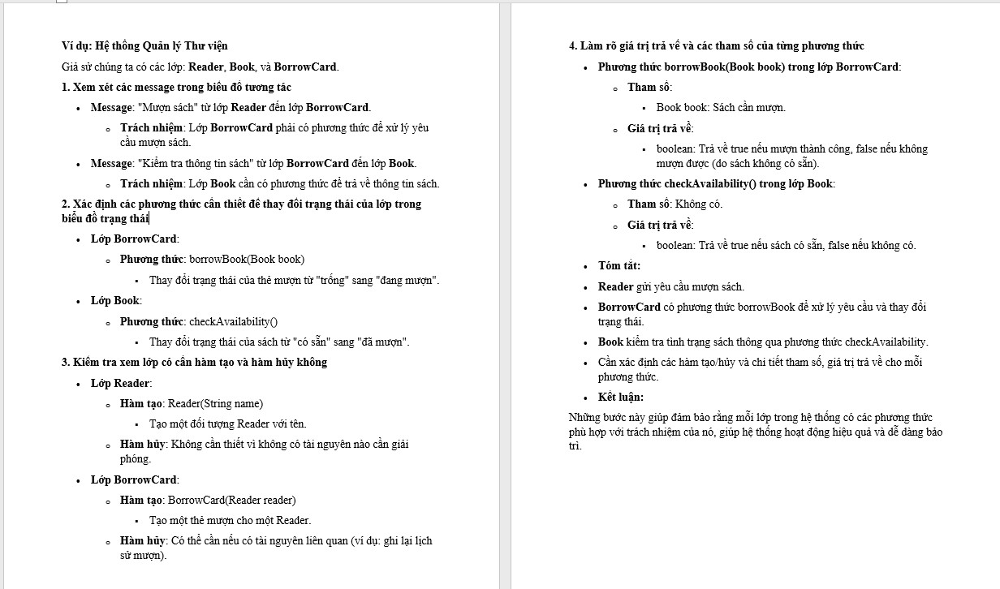 Ví dụ: Hệ thống Quản lý Thư viện
Giả sử chúng ta có các lớp: Reader, Book, và BorrowCard.
1. Xem xét các message trong biểu đồ tương tác
• Message: "Mượn sách" từ lớp Reader đến lớp BorrowCard.
o Trách nhiệm: Lớp BorrowCard phải có phương thức để xử lý yêu
cầu mượn sách.
• Message: "Kiểm tra thông tin sách" từ lớp BorrowCard đến lớp Book.
o Trách nhiệm: Lớp Book cần có phương thức để trả về thông tin sách.
2. Xác định các phương thức cần thiết để thay đổi trạng thái của lớp trong
biểu đồ trạng thái
• Lớp BorrowCard:
o Phương thức: borrowBook(Book book)
▪ Thay đổi trạng thái của thẻ mượn từ "trống" sang "đang mượn".
• Lớp Book:
o Phương thức: checkAvailability()
▪ Thay đổi trạng thái của sách từ "có sẵn" sang "đã mượn".
3. Kiểm tra xem lớp có cần hàm tạo và hàm hủy không
• Lớp Reader:
o Hàm tạo: Reader(String name)
▪ Tạo một đối tượng Reader với tên.
o Hàm hủy: Không cần thiết vì không có tài nguyên nào cần giải
phóng.
• Lớp BorrowCard:
o Hàm tạo: BorrowCard(Reader reader)
▪ Tạo một thẻ mượn cho một Reader.
o Hàm hủy: Có thể cần nếu có tài nguyên liên quan (ví dụ: ghi lại lịch
sử mượn).
4. Làm rõ giá trị trả về và các tham số của từng phương thức
• Phương thức borrowBook(Book book) trong lớp BorrowCard:
o Tham số:
▪ Book book: Sách cần mượn.
o Giá trị trả về:
▪ boolean: Trả về true nếu mượn thành công, false nếu không
mượn được (do sách không có sẵn).
• Phương thức checkAvailability() trong lớp Book:
o Tham số: Không có.
o Giá trị trả về:
▪ boolean: Trả về true nếu sách có sẵn, false nếu không có.
• Tóm tắt:
• Reader gửi yêu cầu mượn sách.
• BorrowCard có phương thức borrowBook để xử lý yêu cầu và thay đổi
trạng thái.
• Book kiểm tra tình trạng sách thông qua phương thức checkAvailability.
• Cần xác định các hàm tạo/hủy và chi tiết tham số, giá trị trả về cho mỗi
phương thức.
• Kết luận:
Những bước này giúp đảm bảo rằng mỗi lớp trong hệ thống có các phương thức
phù hợp với trách nhiệm của nó, giúp hệ thống hoạt động hiệu quả và dễ dàng bảo
trì.